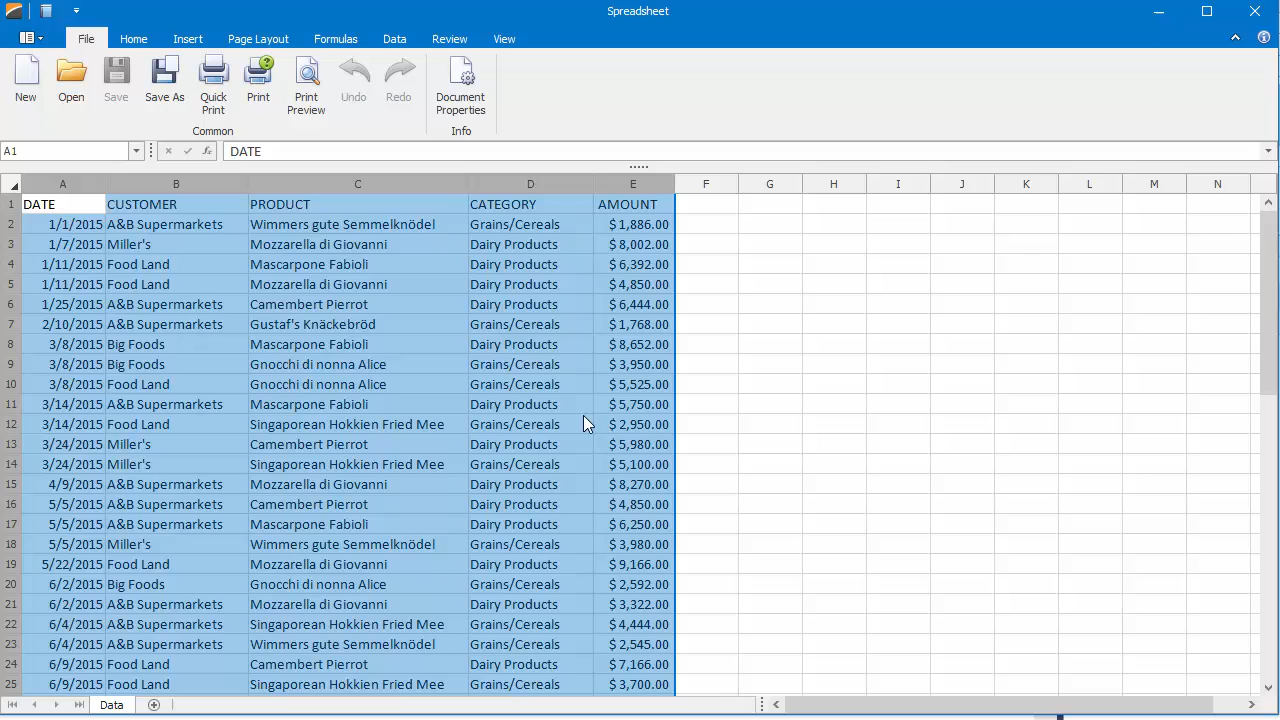 Spreadsheet
File Home Insert Page Layout Formulas Data Review View
New Open Save Save As Quick Print Print Print Preview Undo Redo Document Properties
Common Info
A1 fx DATE
A B C D E F G H I J K L M N
1 DATE CUSTOMER PRODUCT CATEGORY AMOUNT
2 1/1/2015 A&B Supermarkets Wimmers gute Semmelknödel Grains/Cereals $ 1,886.00
3 1/7/2015 Miller's Mozzarella di Giovanni Dairy Products $ 8,002.00
4 1/11/2015 Food Land Mascarpone Fabioli Dairy Products $ 6,392.00
5 1/11/2015 Food Land Mozzarella di Giovanni Dairy Products $ 4,850.00
6 1/25/2015 A&B Supermarkets Camembert Pierrot Dairy Products $ 6,444.00
7 2/10/2015 A&B Supermarkets Gustaf's Knäckebröd Grains/Cereals $ 1,768.00
8 3/8/2015 Big Foods Mascarpone Fabioli Dairy Products $ 8,652.00
9 3/8/2015 Big Foods Gnocchi di nonna Alice Grains/Cereals $ 3,950.00
10 3/8/2015 Food Land Gnocchi di nonna Alice Grains/Cereals $ 5,525.00
11 3/14/2015 A&B Supermarkets Mascarpone Fabioli Dairy Products $ 5,750.00
12 3/14/2015 Food Land Singaporean Hokkien Fried Mee Grains/Cereals $ 2,950.00
13 3/24/2015 Miller's Camembert Pierrot Dairy Products $ 5,980.00
14 3/24/2015 Miller's Singaporean Hokkien Fried Mee Grains/Cereals $ 5,100.00
15 4/9/2015 A&B Supermarkets Mozzarella di Giovanni Dairy Products $ 8,270.00
16 5/5/2015 A&B Supermarkets Camembert Pierrot Dairy Products $ 4,850.00
17 5/5/2015 A&B Supermarkets Mascarpone Fabioli Dairy Products $ 6,250.00
18 5/5/2015 Miller's Wimmers gute Semmelknödel Grains/Cereals $ 3,980.00
19 5/22/2015 Food Land Mozzarella di Giovanni Dairy Products $ 9,166.00
20 6/2/2015 Big Foods Gnocchi di nonna Alice Grains/Cereals $ 2,592.00
21 6/2/2015 A&B Supermarkets Mozzarella di Giovanni Dairy Products $ 3,322.00
22 6/4/2015 A&B Supermarkets Singaporean Hokkien Fried Mee Grains/Cereals $ 4,444.00
23 6/4/2015 A&B Supermarkets Wimmers gute Semmelknödel Grains/Cereals $ 2,545.00
24 6/9/2015 Food Land Camembert Pierrot Dairy Products $ 7,166.00
25 6/9/2015 Food Land Singaporean Hokkien Fried Mee Grains/Cereals $ 3,700.00
Data